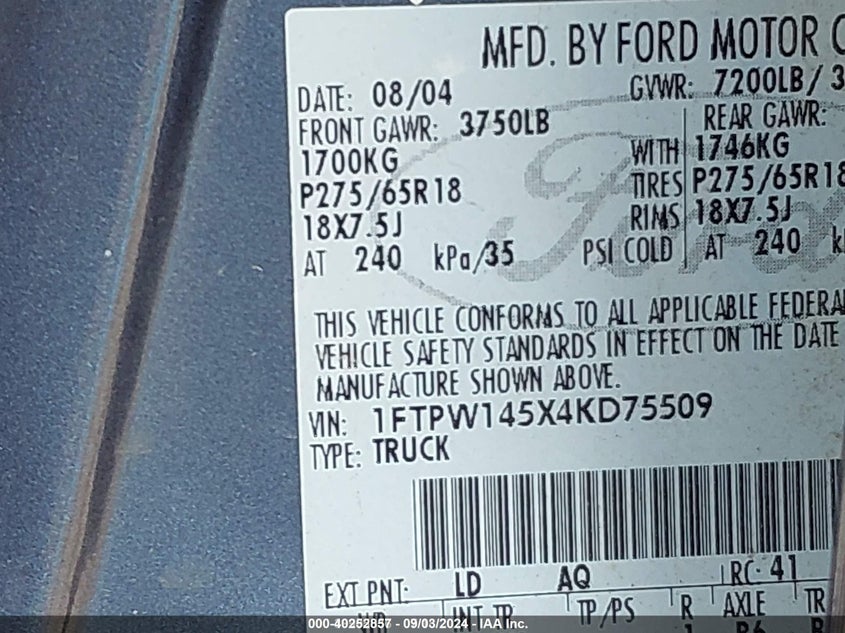 MFD. BY FORD MOTOR
DATE: 08/04 GVWR: 7200LB/ 3
FRONT GAWR: 3750LB REAR GAWR:
1700KG WITH 1746KG
P275/65R18 TIRES P275/65R18
18X7.5J RIMS 18X7.5J
AT 240 kPa/35 PSI COLD AT 240
THIS VEHICLE CONFORMS TO ALL APPLICABLE FEDERA
VEHICLE SAFETY STANDARDS IN EFFECT ON THE DATE
MANUFACTURE SHOWN ABOVE.
VIN: 1FTPW145X4KD75509
TYPE: TRUCK
EXT PNT: LD AQ RC: 41
INT TR TP/PS R AXLE TR
000-40252857 - 09/03/2024 - IAA Inc.